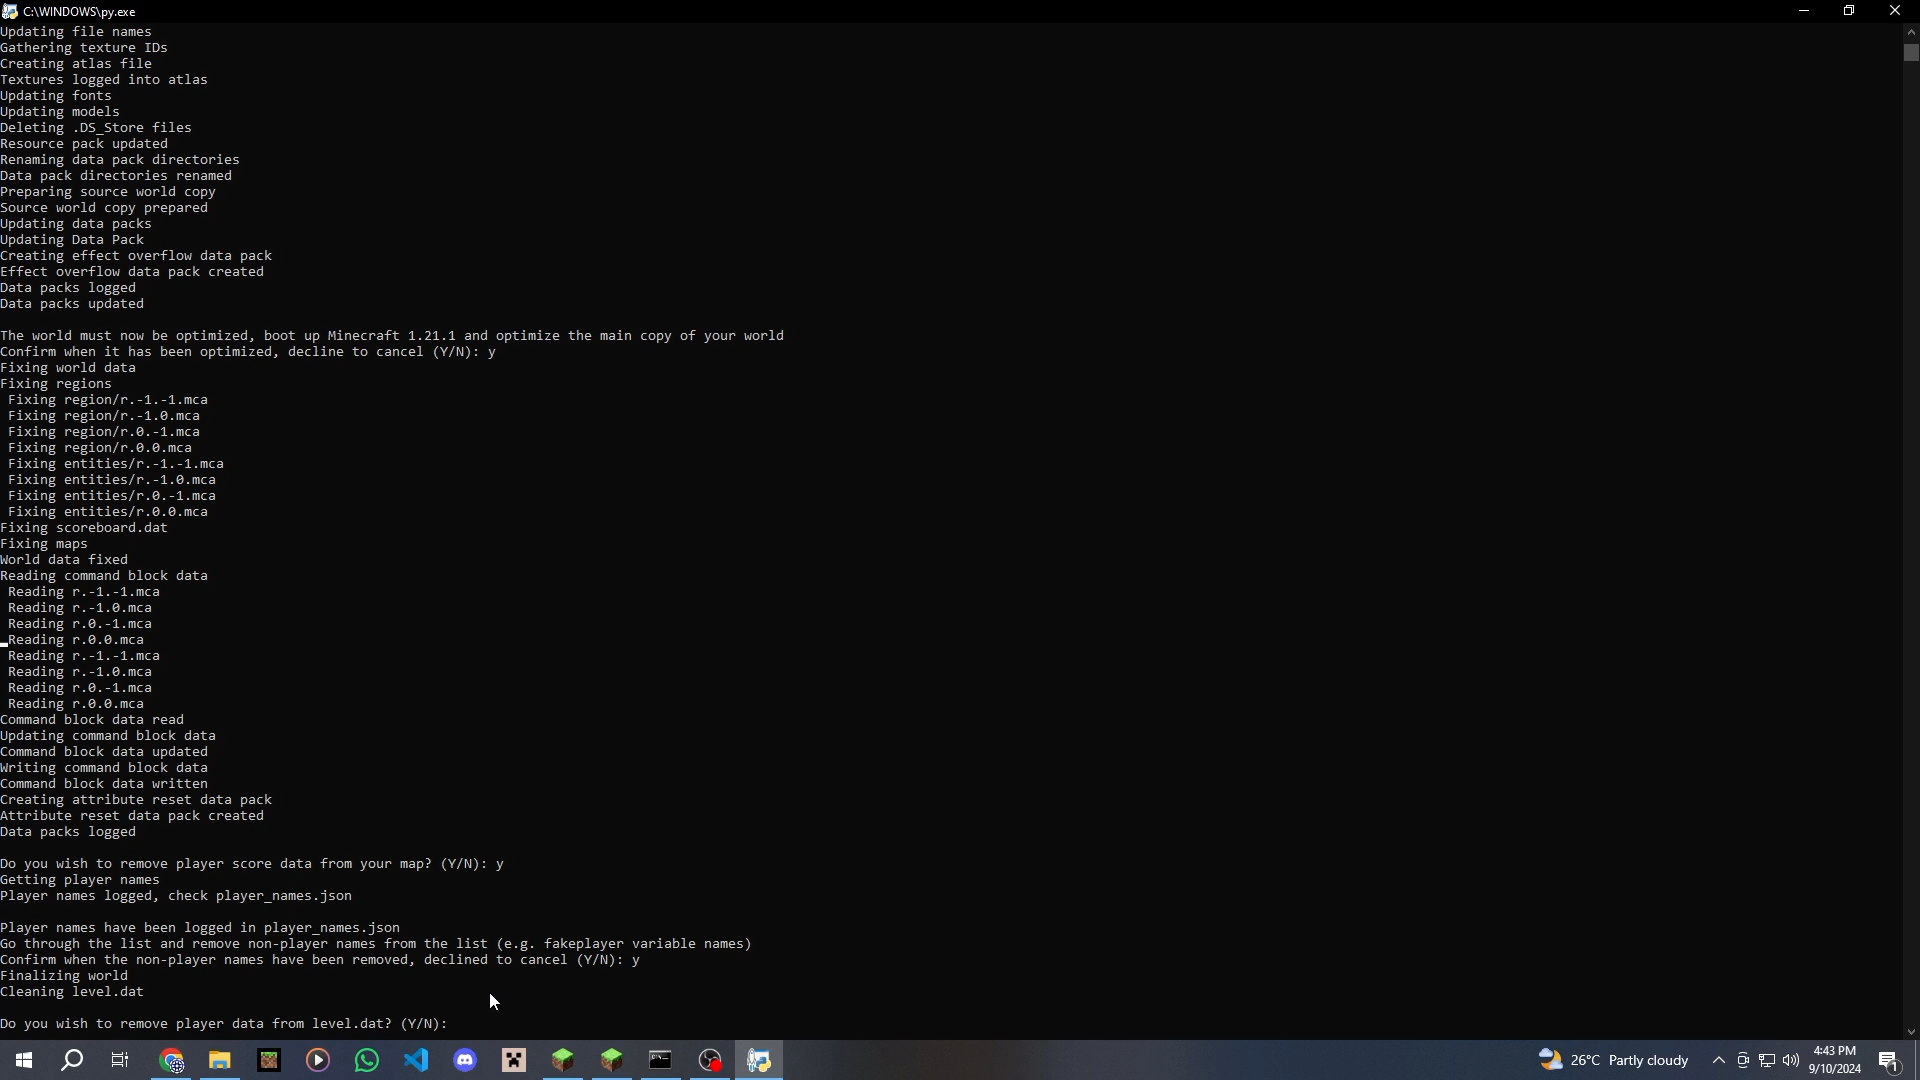 C:\WINDOWS\py.exe
Updating file names
Gathering texture IDs
Creating atlas file
Textures logged into atlas
Updating fonts
Updating models
Deleting .DS_Store files
Resource pack updated
Renaming data pack directories
Data pack directories renamed
Preparing source world copy
Source world copy prepared
Updating data packs
Updating Data Pack
Creating effect overflow data pack
Effect overflow data pack created
Data packs logged
Data packs updated
The world must now be optimized, boot up Minecraft 1.21.1 and optimize the main copy of your world
Confirm when it has been optimized, decline to cancel (Y/N): y
Fixing world data
Fixing regions
Fixing region/r.-1.-1.mca
Fixing region/r.-1.0.mca
Fixing region/r.0.-1.mca
Fixing region/r.0.0.mca
Fixing entities/r.-1.-1.mca
Fixing entities/r.-1.0.mca
Fixing entities/r.0.-1.mca
Fixing entities/r.0.0.mca
Fixing scoreboard.dat
Fixing maps
World data fixed
Reading command block data
Reading r.-1.-1.mca
Reading r.-1.0.mca
Reading r.0.-1.mca
Reading r.0.0.mca
Reading r.-1.-1.mca
Reading r.-1.0.mca
Reading r.0.-1.mca
Reading r.0.0.mca
Command block data read
Updating command block data
Command block data updated
Writing command block data
Command block data written
Creating attribute reset data pack
Attribute reset data pack created
Data packs logged
Do you wish to remove player score data from your map? (Y/N): y
Getting player names
Player names logged, check player_names.json
Player names have been logged in player_names.json
Go through the list and remove non-player names from the list (e.g. fakeplayer variable names)
Confirm when the non-player names have been removed, declined to cancel (Y/N): y
Finalizing world
Cleaning level.dat
Do you wish to remove player data from level.dat? (Y/N):
26°C Partly cloudy
4:43 PM
9/10/2024
1